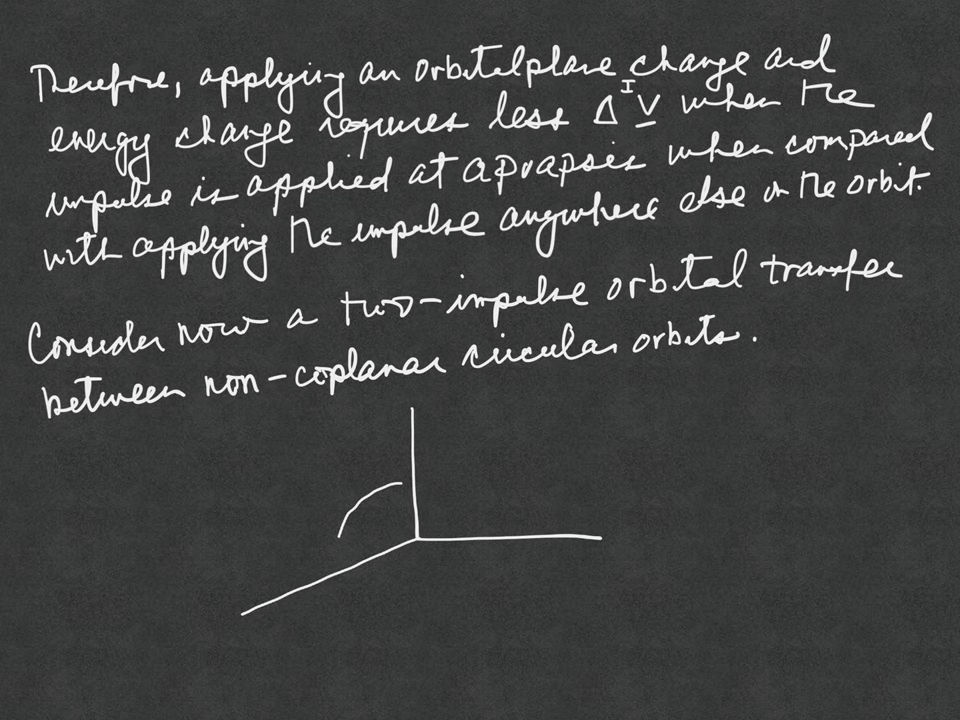 Therefore, applying an orbital plane change and
energy change requires less ΔᴵV̲ when the
impulse is applied at apoapsis when compared
with applying the impulse anywhere else on the orbit.
Consider now a two-impulse orbital transfer
between non-coplanar circular orbits.